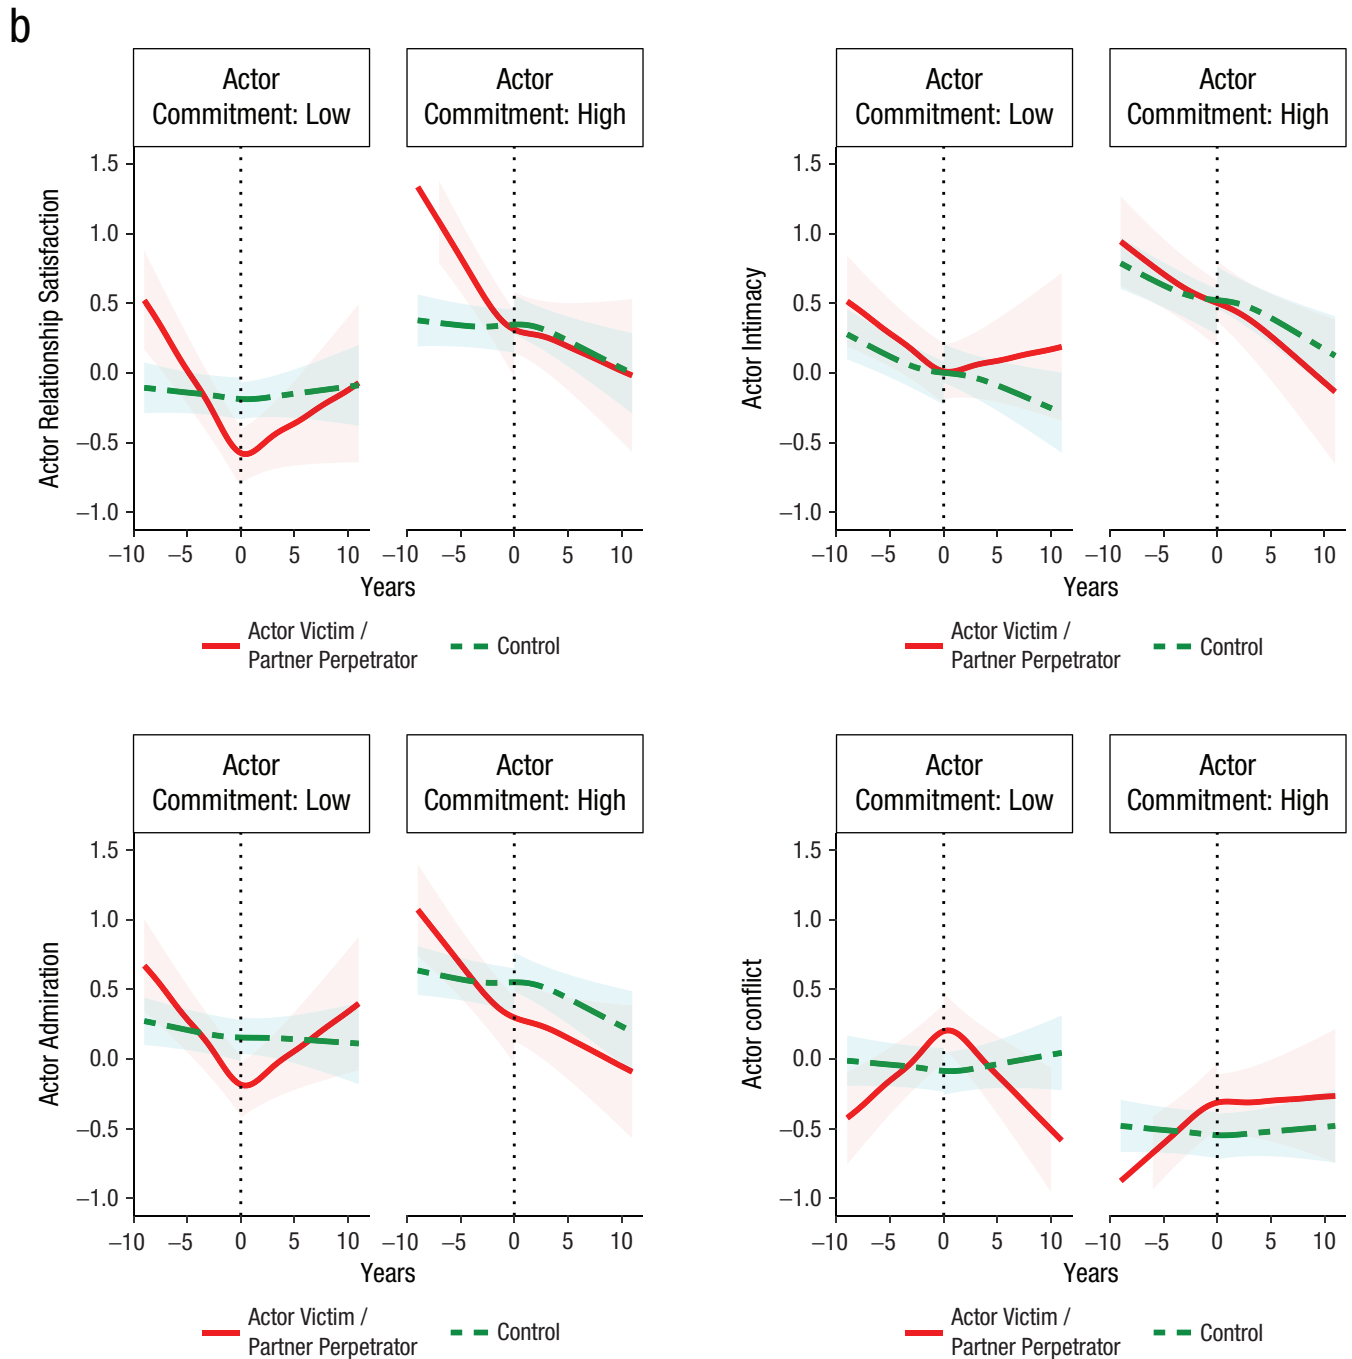 b
Actor
Commitment: Low
Actor
Commitment: High
Actor Relationship Satisfaction
1.5
1.0
0.5
0.0
−0.5
−1.0
−10 −5 0 5 10
−10 −5 0 5 10
Years
Actor Victim /
Partner Perpetrator
Control
Actor
Commitment: Low
Actor
Commitment: High
Actor Intimacy
1.5
1.0
0.5
0.0
−0.5
−1.0
−10 −5 0 5 10
−10 −5 0 5 10
Years
Actor Victim /
Partner Perpetrator
Control
Actor
Commitment: Low
Actor
Commitment: High
Actor Admiration
1.5
1.0
0.5
0.0
−0.5
−1.0
−10 −5 0 5 10
−10 −5 0 5 10
Years
Actor Victim /
Partner Perpetrator
Control
Actor
Commitment: Low
Actor
Commitment: High
Actor conflict
1.5
1.0
0.5
0.0
−0.5
−1.0
−10 −5 0 5 10
−10 −5 0 5 10
Years
Actor Victim /
Partner Perpetrator
Control